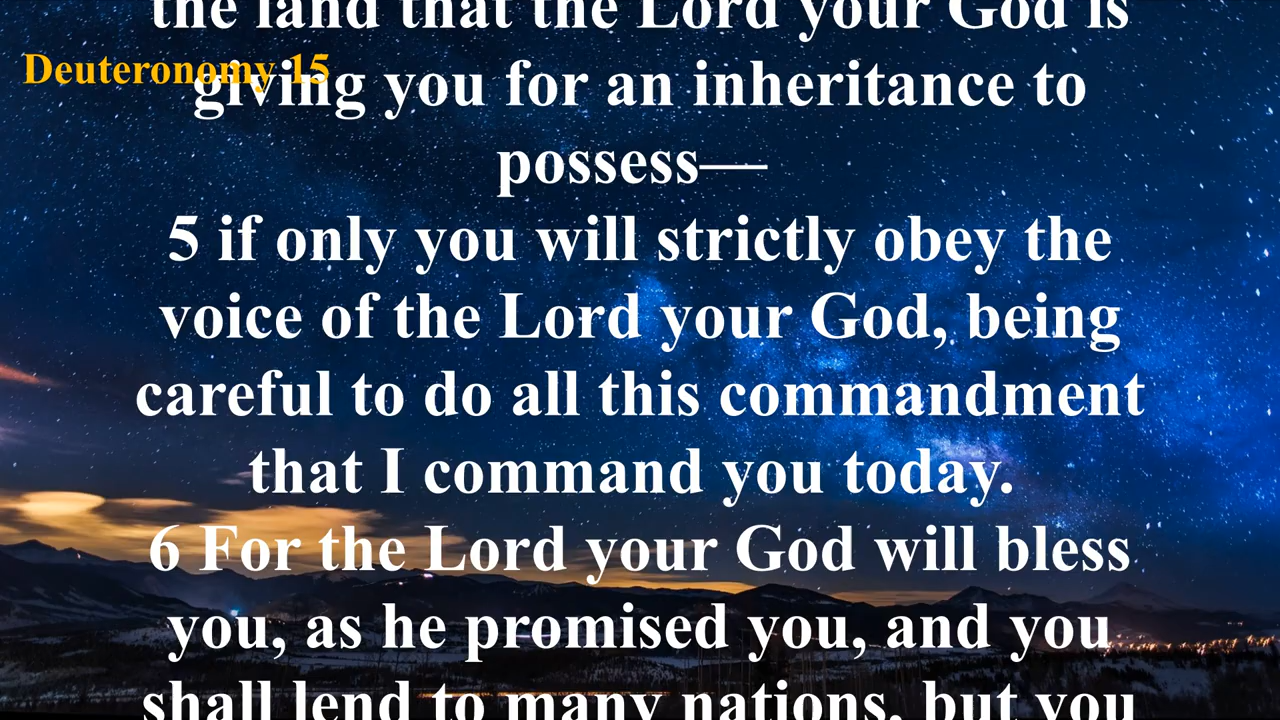 the land that the Lord your God is
Deuteronomy 15
giving you for an inheritance to
possess—
5 if only you will strictly obey the
voice of the Lord your God, being
careful to do all this commandment
that I command you today.
6 For the Lord your God will bless
you, as he promised you, and you
shall lend to many nations, but you